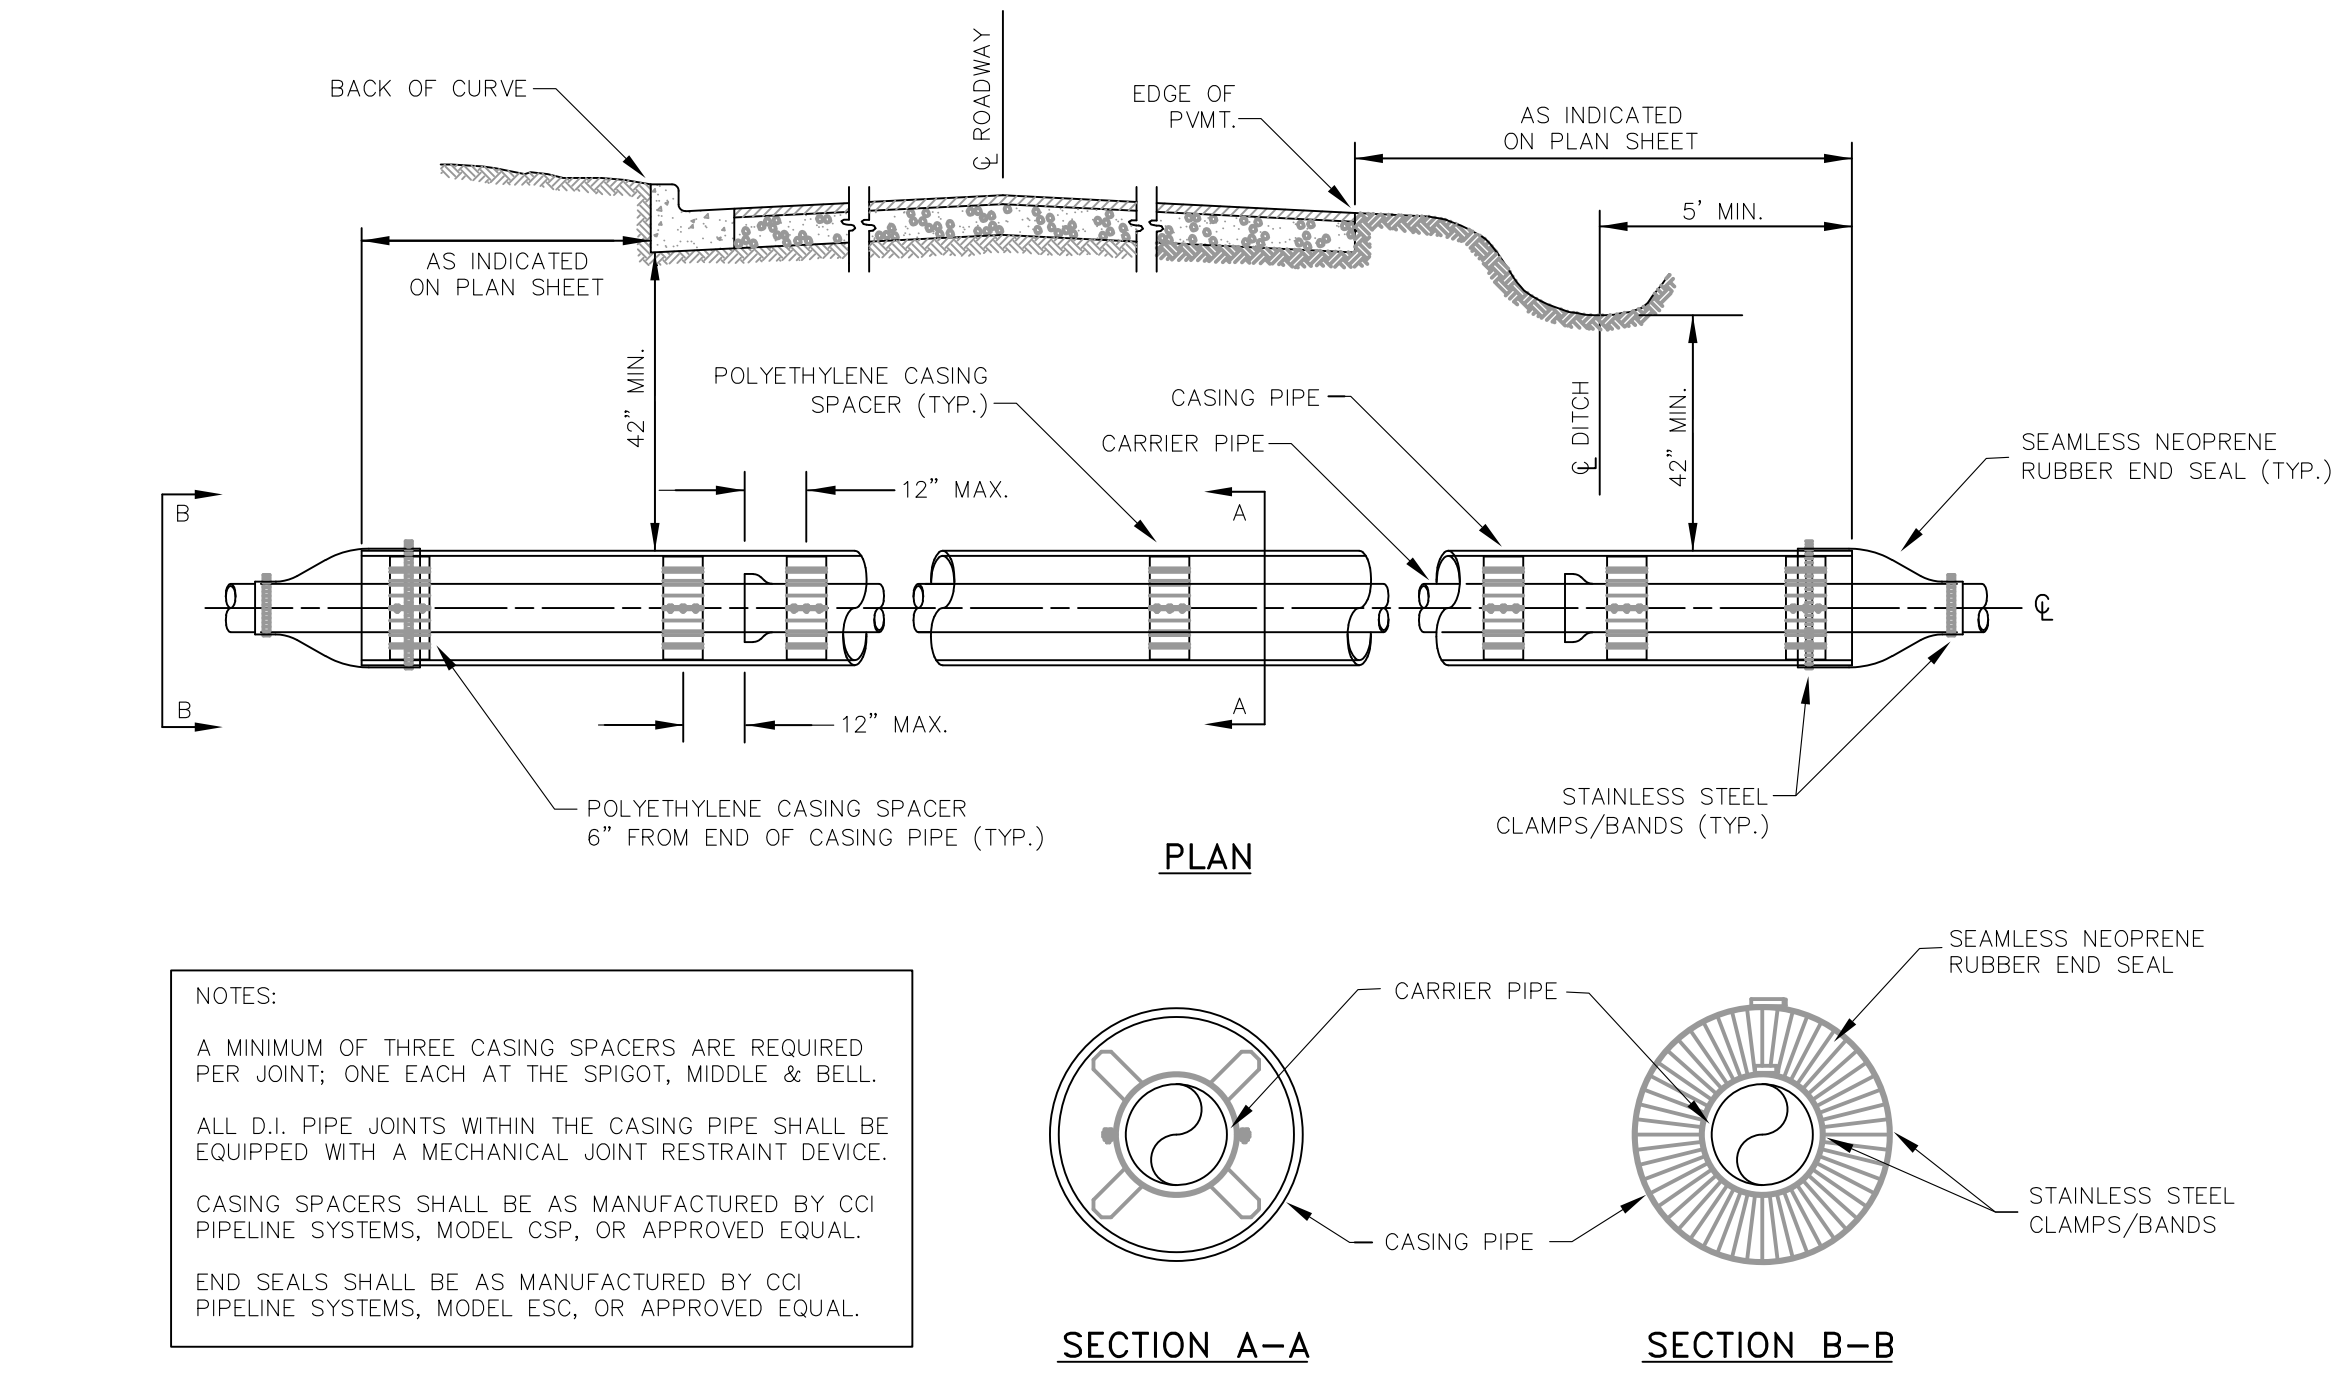 BACK OF CURVE
℄ ROADWAY
EDGE OF
PVMT.
AS INDICATED
ON PLAN SHEET
5' MIN.
AS INDICATED
ON PLAN SHEET
42" MIN.
POLYETHYLENE CASING
SPACER (TYP.)
CASING PIPE
CARRIER PIPE
℄ DITCH
42" MIN.
SEAMLESS NEOPRENE
RUBBER END SEAL (TYP.)
12" MAX.
B
A
℄
B
A
12" MAX.
POLYETHYLENE CASING SPACER
6" FROM END OF CASING PIPE (TYP.)
STAINLESS STEEL
CLAMPS/BANDS (TYP.)
PLAN
NOTES:
A MINIMUM OF THREE CASING SPACERS ARE REQUIRED
PER JOINT; ONE EACH AT THE SPIGOT, MIDDLE & BELL.
ALL D.I. PIPE JOINTS WITHIN THE CASING PIPE SHALL BE
EQUIPPED WITH A MECHANICAL JOINT RESTRAINT DEVICE.
CASING SPACERS SHALL BE AS MANUFACTURED BY CCI
PIPELINE SYSTEMS, MODEL CSP, OR APPROVED EQUAL.
END SEALS SHALL BE AS MANUFACTURED BY CCI
PIPELINE SYSTEMS, MODEL ESC, OR APPROVED EQUAL.
SEAMLESS NEOPRENE
RUBBER END SEAL
CARRIER PIPE
CASING PIPE
STAINLESS STEEL
CLAMPS/BANDS
SECTION A-A
SECTION B-B